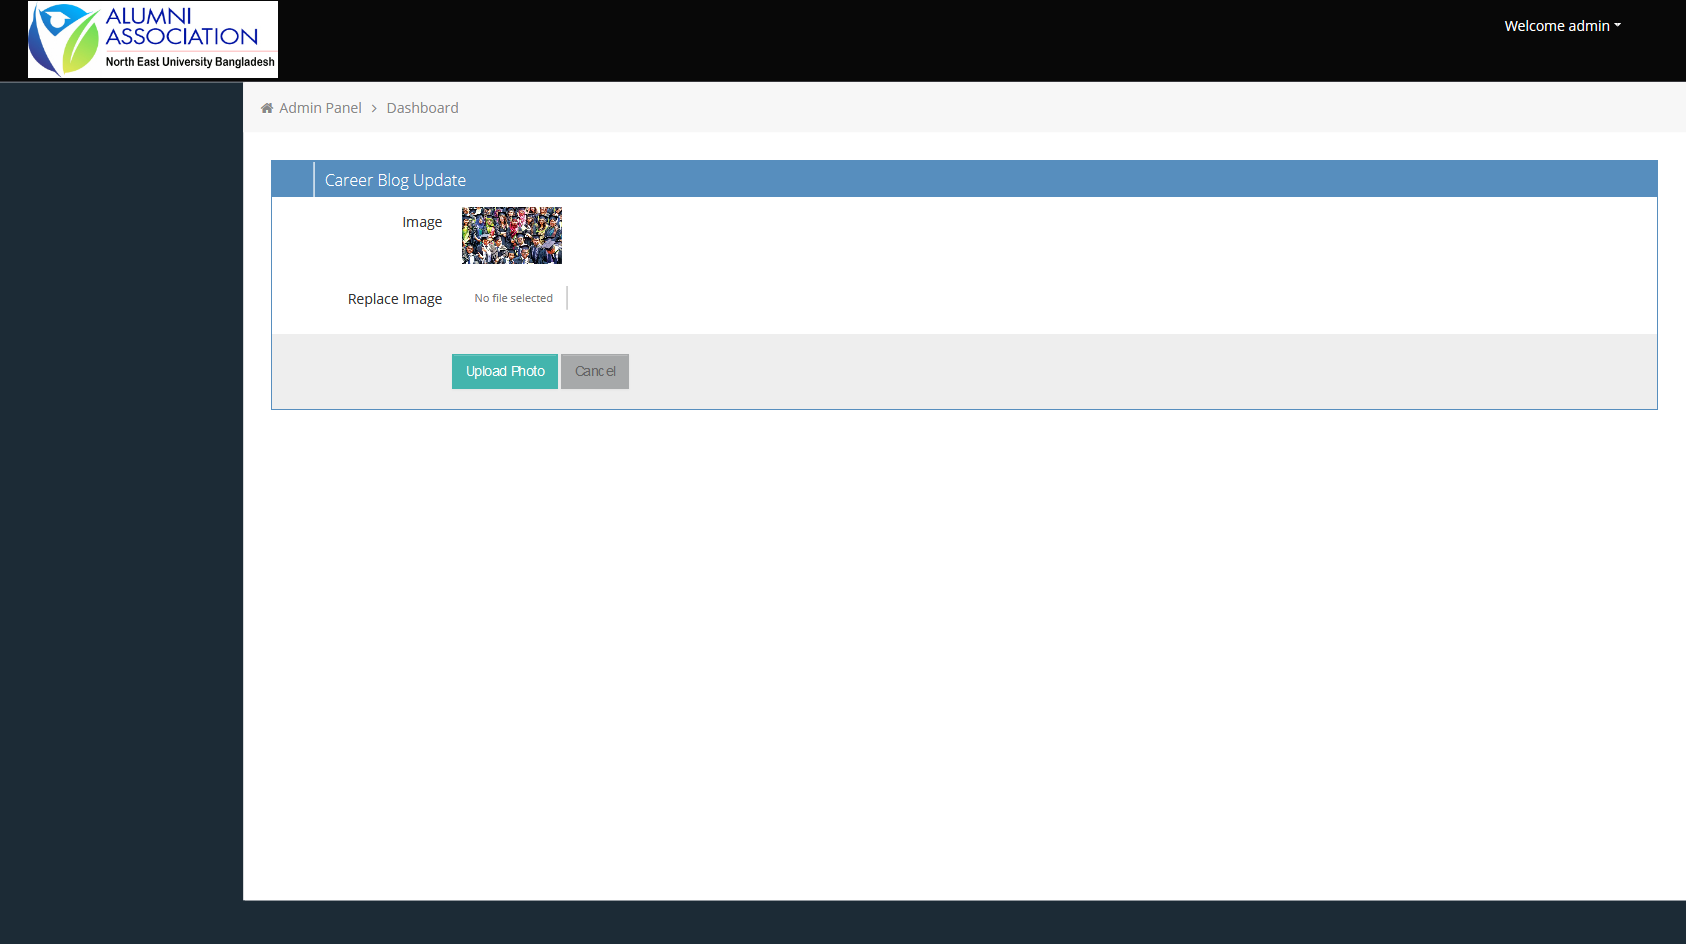 ALUMNI
ASSOCIATION
North East University Bangladesh
Welcome admin
Admin Panel > Dashboard
Career Blog Update
Image
Replace Image No file selected
Upload Photo Cancel